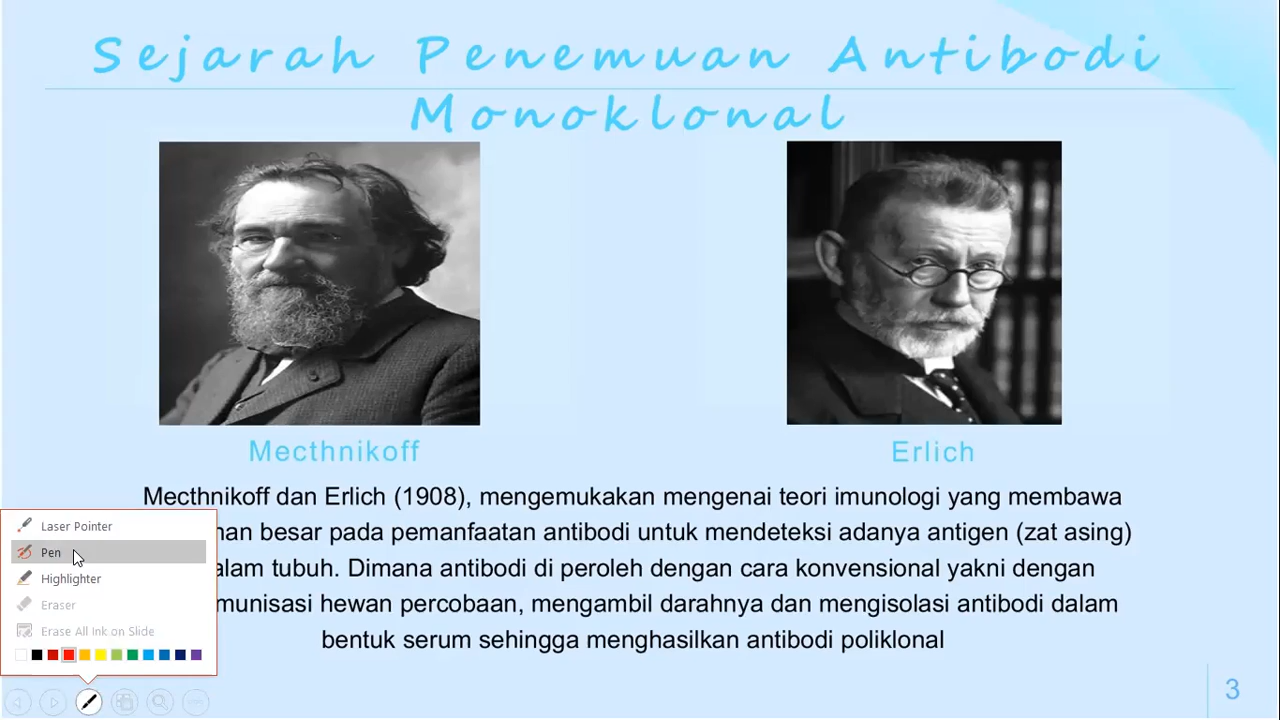 Sejarah Penemuan Antibodi
Monoklonal
Mecthnikoff
Erlich
Mecthnikoff dan Erlich (1908), mengemukakan mengenai teori imunologi yang membawa
besar pada pemanfaatan antibodi untuk mendeteksi adanya antigen (zat asing)
tubuh. Dimana antibodi di peroleh dengan cara konvensional yakni dengan
hewan percobaan, mengambil darahnya dan mengisolasi antibodi dalam
bentuk serum sehingga menghasilkan antibodi poliklonal
Laser Pointer
Pen
Highlighter
Eraser
Erase All Ink on Slide
3